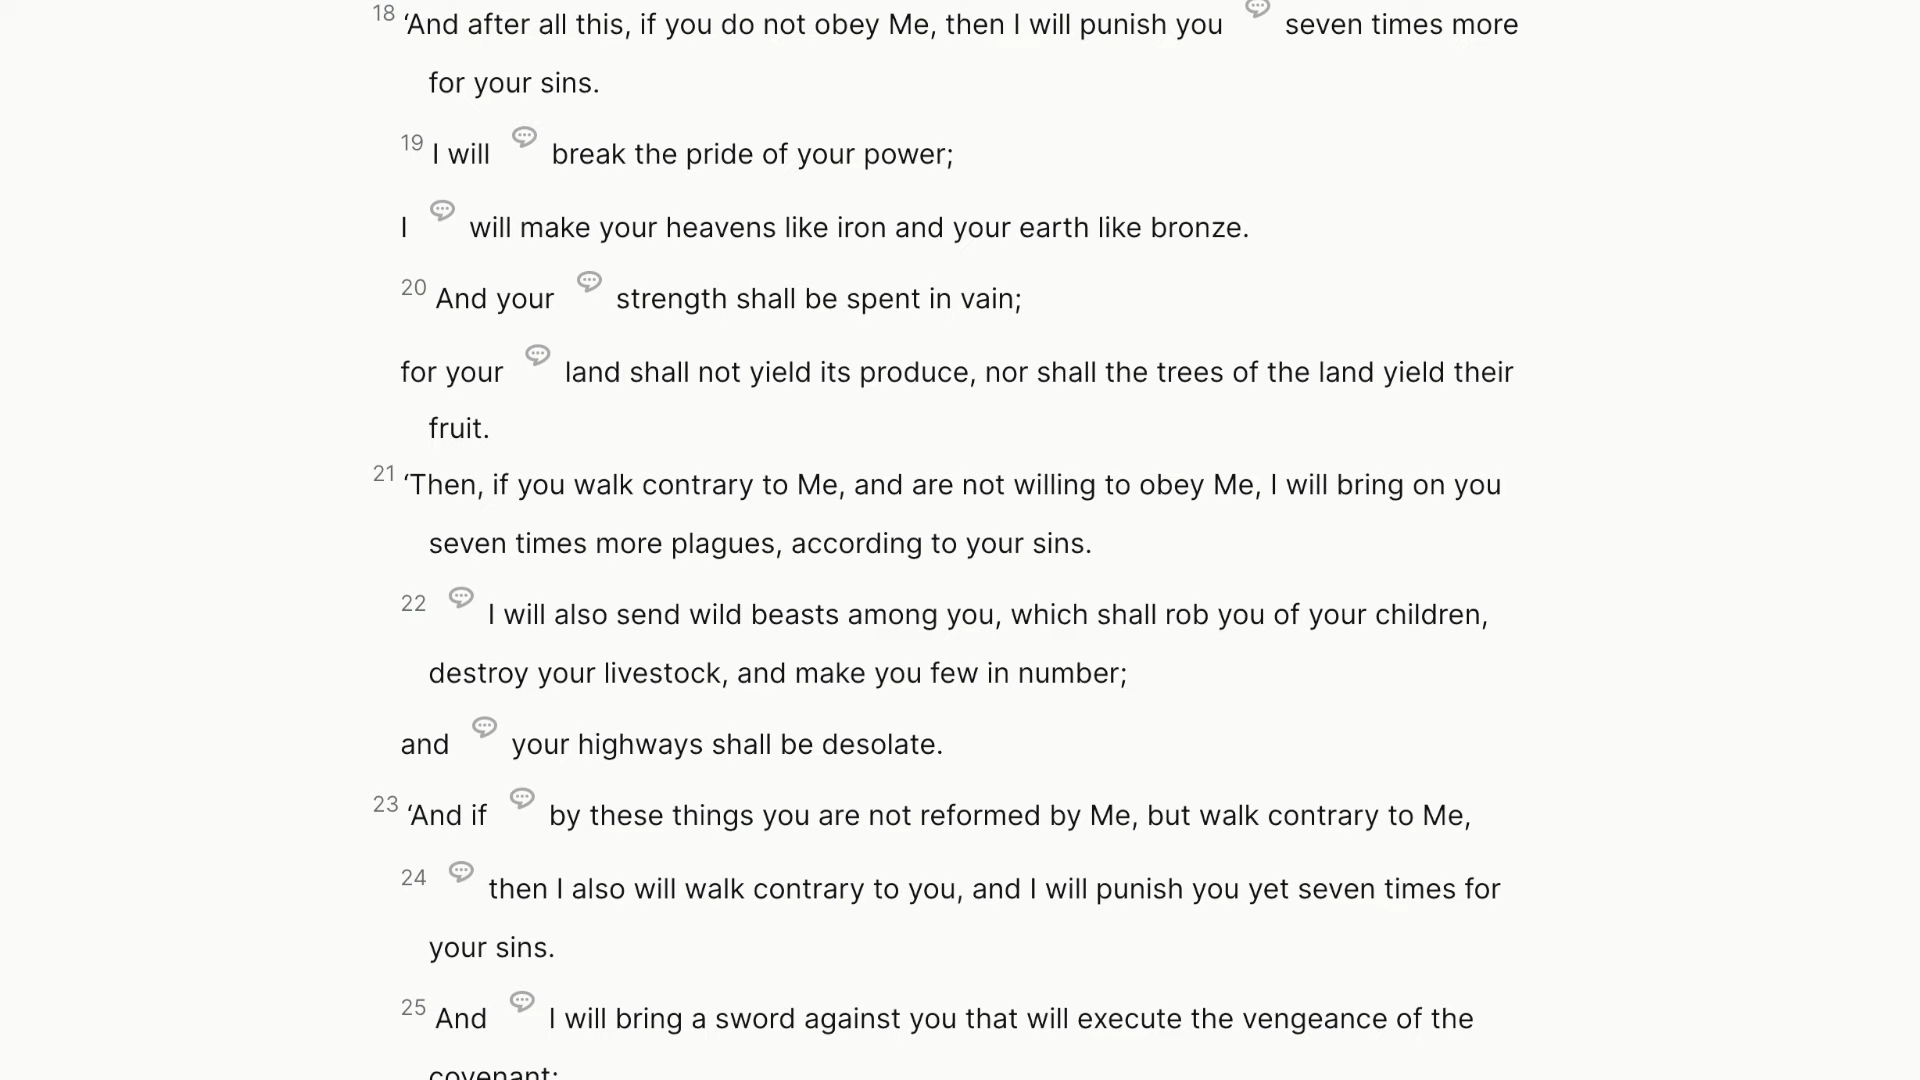 18 ‘And after all this, if you do not obey Me, then I will punish you seven times more
for your sins.
19 I will break the pride of your power;
I will make your heavens like iron and your earth like bronze.
20 And your strength shall be spent in vain;
for your land shall not yield its produce, nor shall the trees of the land yield their
fruit.
21 ‘Then, if you walk contrary to Me, and are not willing to obey Me, I will bring on you
seven times more plagues, according to your sins.
22 I will also send wild beasts among you, which shall rob you of your children,
destroy your livestock, and make you few in number;
and your highways shall be desolate.
23 ‘And if by these things you are not reformed by Me, but walk contrary to Me,
24 then I also will walk contrary to you, and I will punish you yet seven times for
your sins.
25 And I will bring a sword against you that will execute the vengeance of the
covenant;